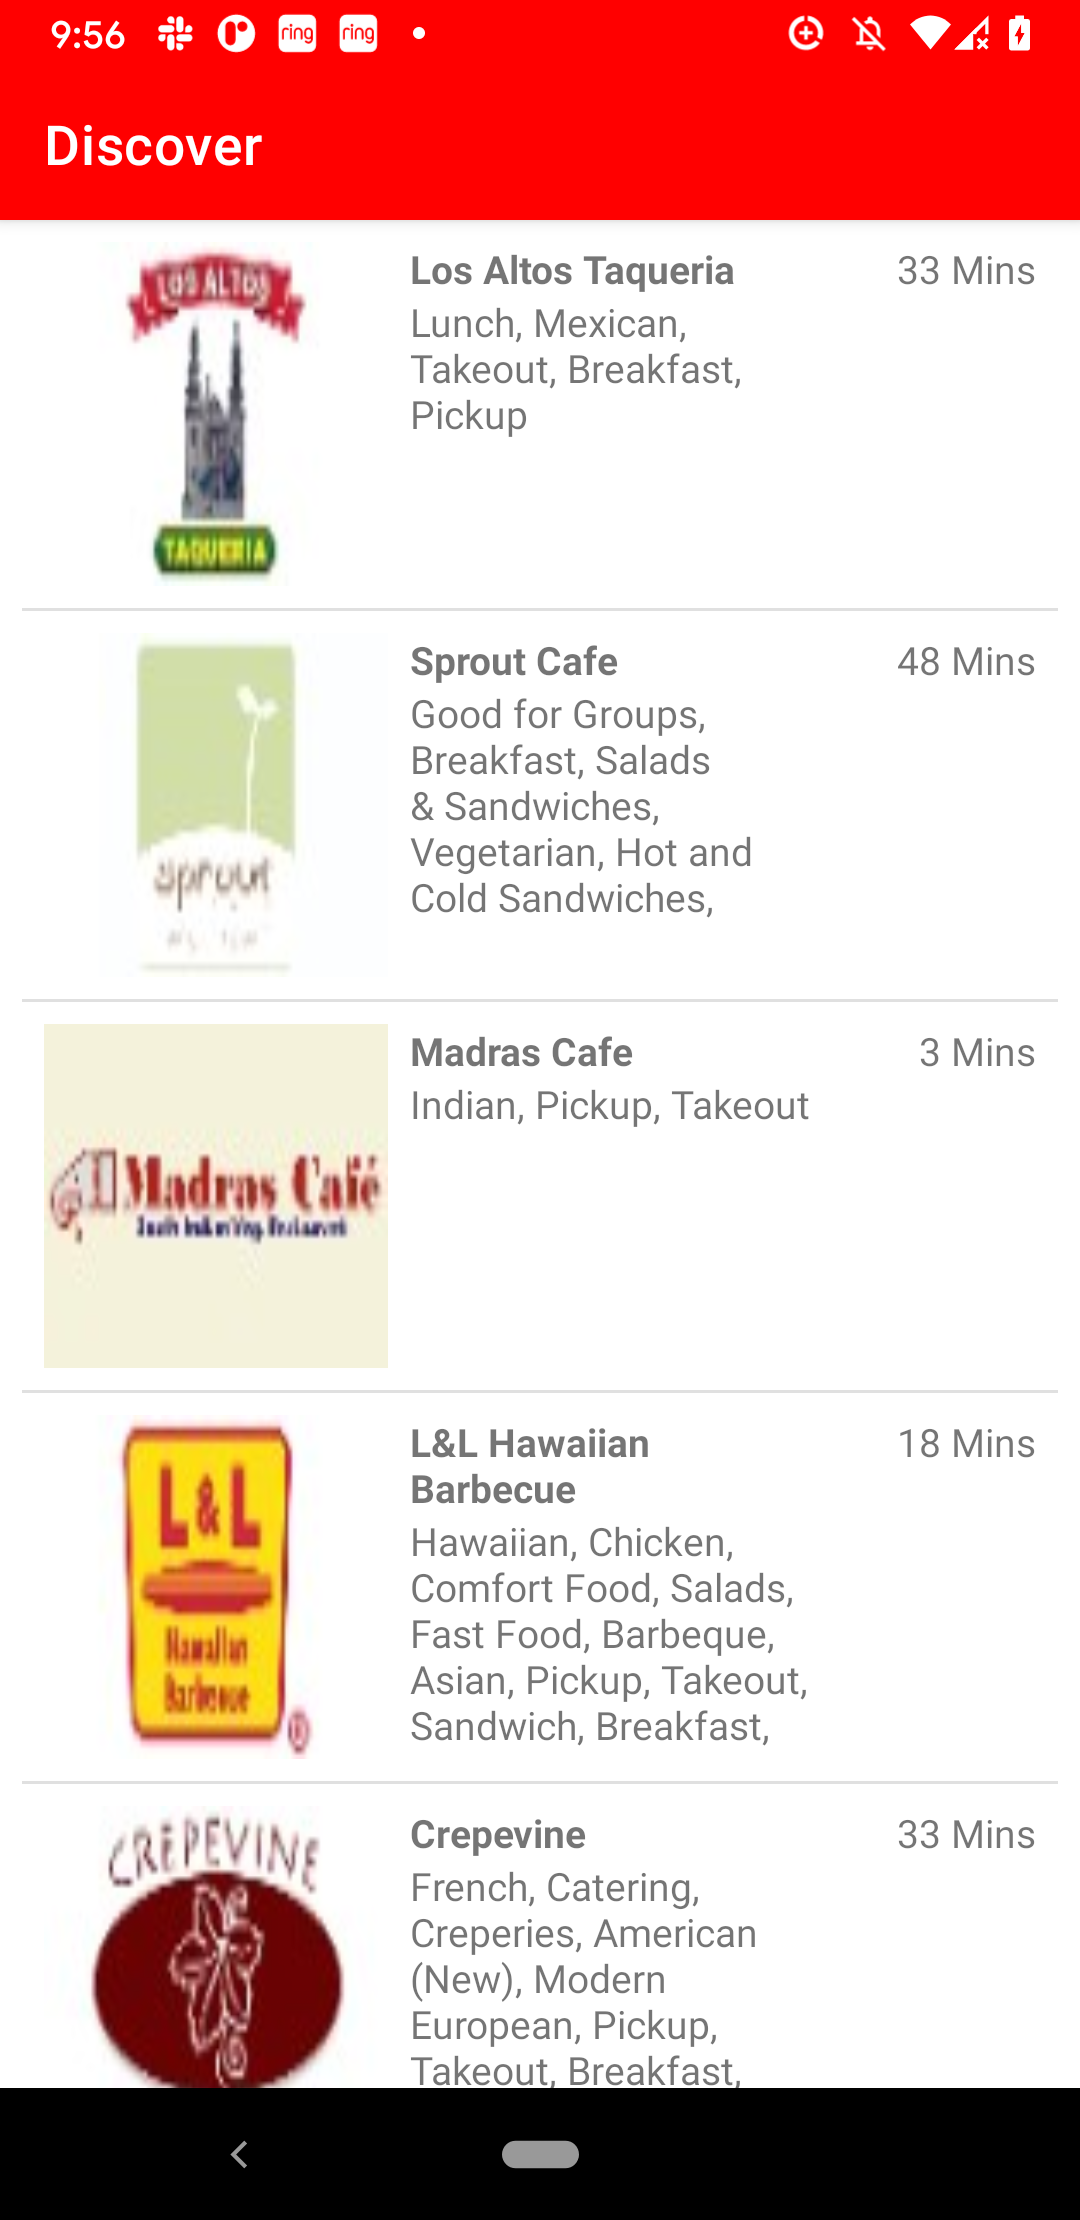 9:56
ring
ring
Discover
LOS ALTOS
TAQUERIA
Los Altos Taqueria
33 Mins
Lunch, Mexican,
Takeout, Breakfast,
Pickup
sprout
Sprout Cafe
48 Mins
Good for Groups,
Breakfast, Salads
& Sandwiches,
Vegetarian, Hot and
Cold Sandwiches,
Madras Café
Madras Cafe
3 Mins
Indian, Pickup, Takeout
L & L
Hawaiian
Barbecue
®
L&L Hawaiian
Barbecue
18 Mins
Hawaiian, Chicken,
Comfort Food, Salads,
Fast Food, Barbeque,
Asian, Pickup, Takeout,
Sandwich, Breakfast,
CRÊPEVINE
Crepevine
33 Mins
French, Catering,
Creperies, American
(New), Modern
European, Pickup,
Takeout, Breakfast,